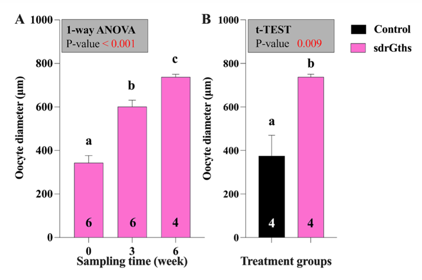 A
1-way ANOVA
P-value < 0.001
Oocyte diameter (µm)
1000
800
600
400
200
0
a
b
c
6
6
4
0
3
6
Sampling time (week)
B
t-TEST
P-value 0.009
Oocyte diameter (µm)
1000
800
600
400
200
0
a
b
4
4
Treatment groups
Control
sdrGths